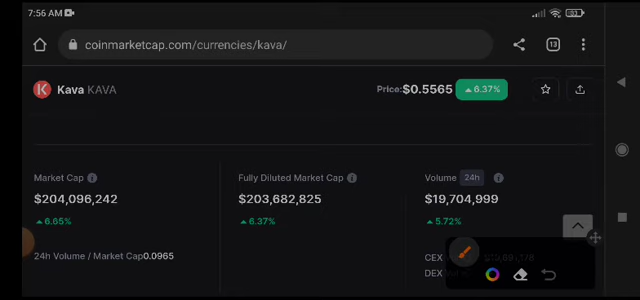 7:56 AM
coinmarketcap.com/currencies/kava/
13
Kava KAVA Price:$0.5565 6.37%
Market Cap Fully Diluted Market Cap Volume 24h
$204,096,242 $203,682,825 $19,704,999
6.65% 6.37% 5.72%
24h Volume / Market Cap0.0965
CEX
DEX